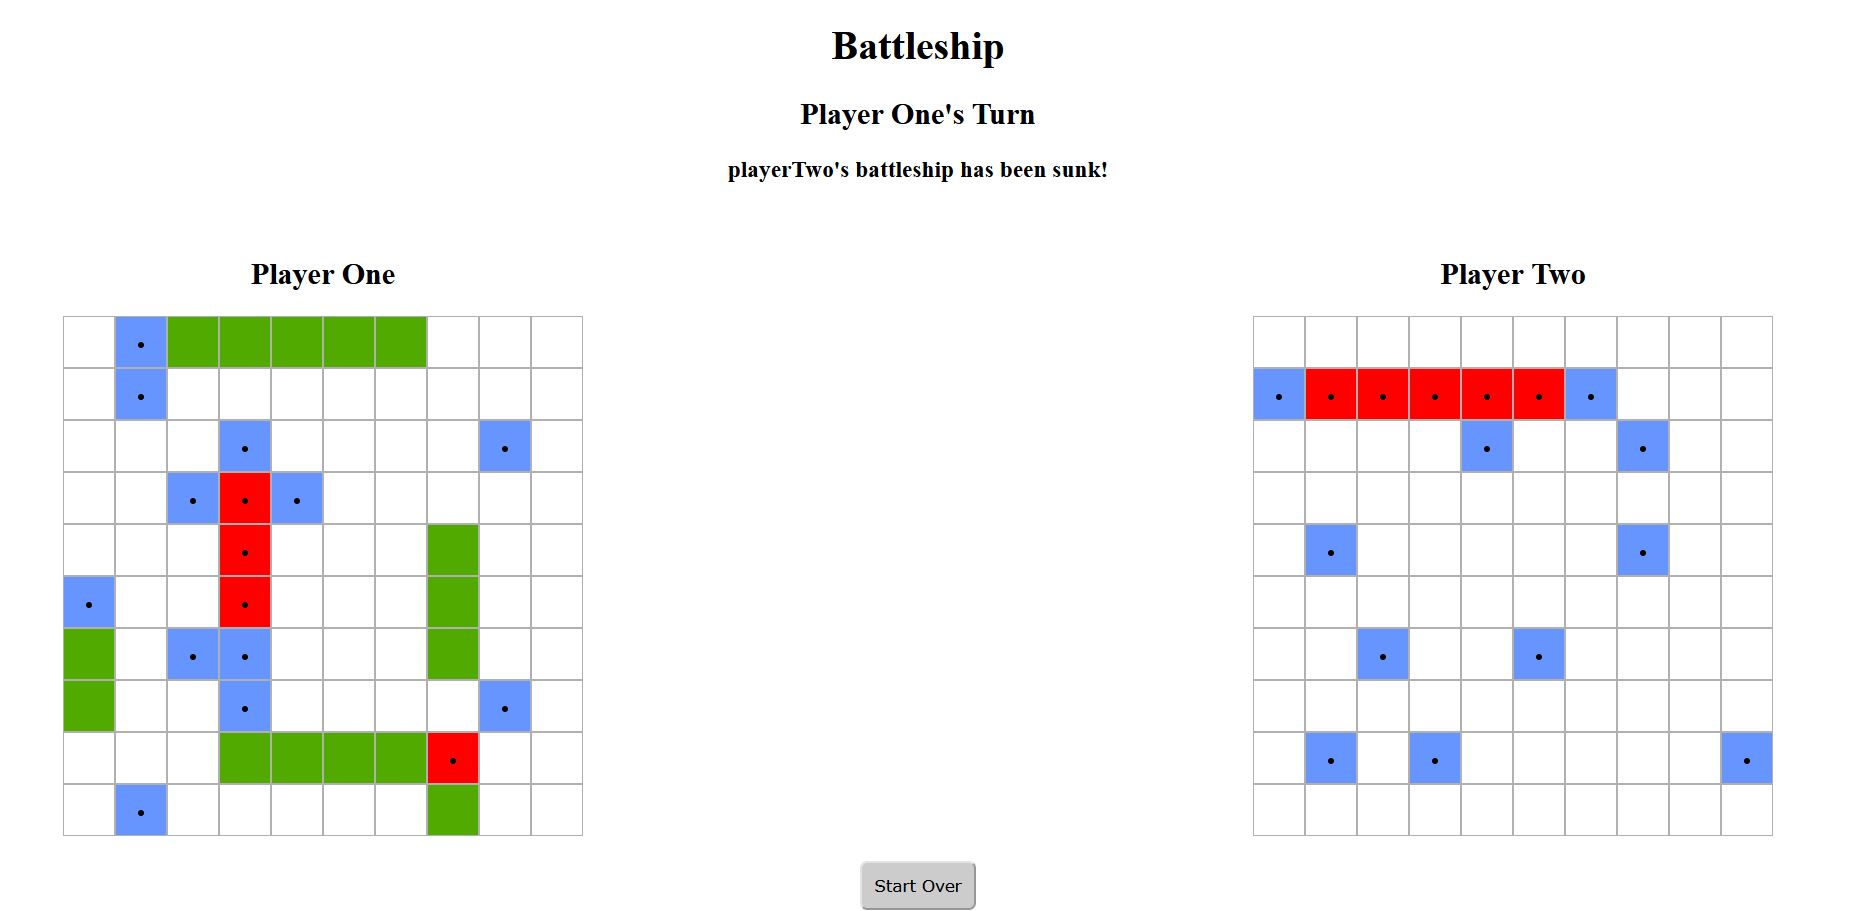 Battleship
Player One's Turn
playerTwo's battleship has been sunk!
Player One
Player Two
Start Over